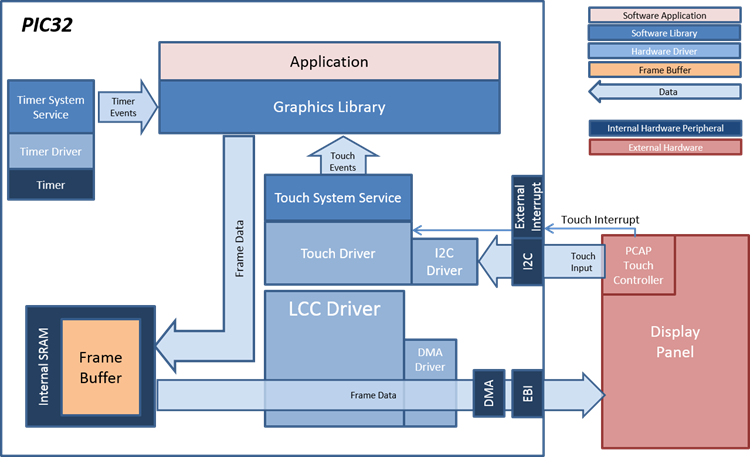 PIC32
Software Application
Software Library
Hardware Driver
Frame Buffer
Data
Internal Hardware Peripheral
External Hardware
Application
Graphics Library
Timer System
Service
Timer Driver
Timer
Timer
Events
Touch
Events
Touch System Service
Touch Driver
I2C
Driver
External
Interrupt
I2C
Touch Interrupt
Touch
Input
PCAP
Touch
Controller
Display
Panel
Frame Data
LCC Driver
DMA
Driver
Internal SRAM
Frame
Buffer
Frame Data
DMA
EBI